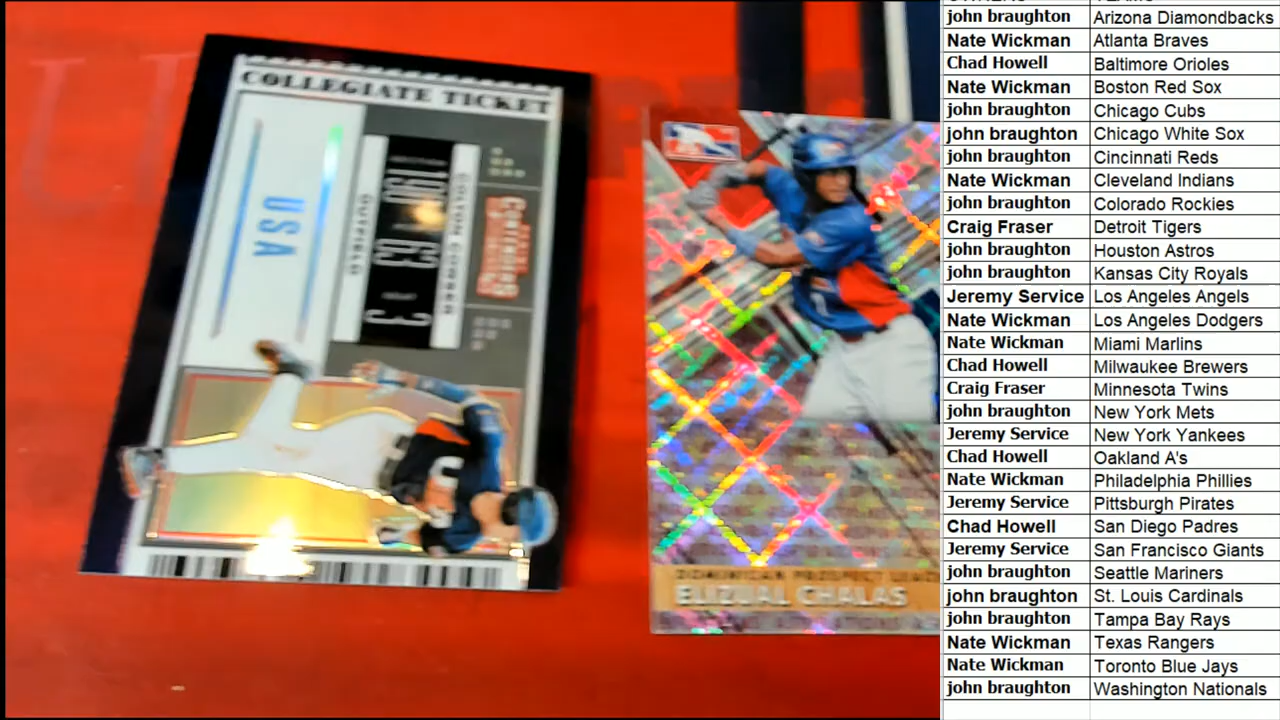 COLLEGIATE TICKET
USA
COLTON COWSER
OUTFIELD
CONTENDERS
DOMINICAN PROSPECT LEAG
ELIZUAL CHALAS
john braughton Arizona Diamondbacks
Nate Wickman Atlanta Braves
Chad Howell Baltimore Orioles
Nate Wickman Boston Red Sox
john braughton Chicago Cubs
john braughton Chicago White Sox
john braughton Cincinnati Reds
Nate Wickman Cleveland Indians
john braughton Colorado Rockies
Craig Fraser Detroit Tigers
john braughton Houston Astros
john braughton Kansas City Royals
Jeremy Service Los Angeles Angels
Nate Wickman Los Angeles Dodgers
Nate Wickman Miami Marlins
Chad Howell Milwaukee Brewers
Craig Fraser Minnesota Twins
john braughton New York Mets
Jeremy Service New York Yankees
Chad Howell Oakland A's
Nate Wickman Philadelphia Phillies
Jeremy Service Pittsburgh Pirates
Chad Howell San Diego Padres
Jeremy Service San Francisco Giants
john braughton Seattle Mariners
john braughton St. Louis Cardinals
john braughton Tampa Bay Rays
Nate Wickman Texas Rangers
Nate Wickman Toronto Blue Jays
john braughton Washington Nationals